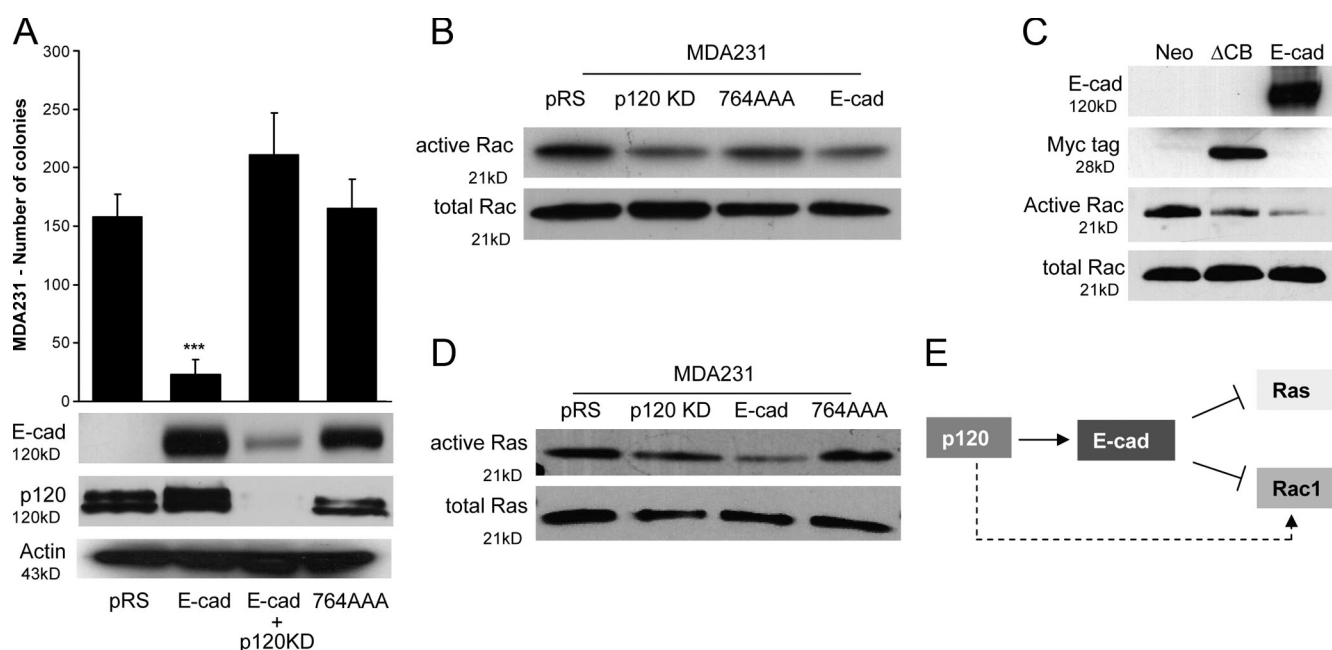 A
MDA231 - Number of colonies
300
250
200
150
100
50
0
***
E-cad
120kD
p120
120kD
Actin
43kD
pRS E-cad E-cad + p120KD 764AAA
B
MDA231
pRS p120 KD 764AAA E-cad
active Rac
21kD
total Rac
21kD
C
Neo ΔCB E-cad
E-cad
120kD
Myc tag
28kD
Active Rac
21kD
total Rac
21kD
D
MDA231
pRS p120 KD E-cad 764AAA
active Ras
21kD
total Ras
21kD
E
Ras
p120 E-cad
Rac1